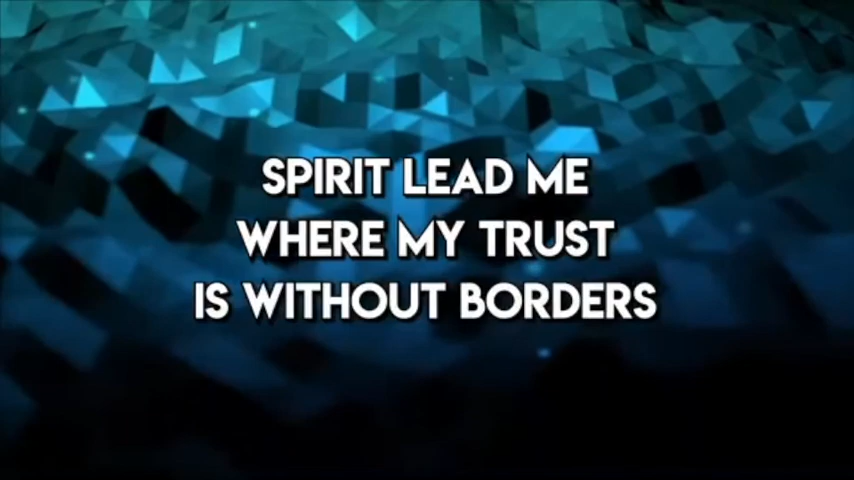 SPIRIT LEAD ME
WHERE MY TRUST
IS WITHOUT BORDERS